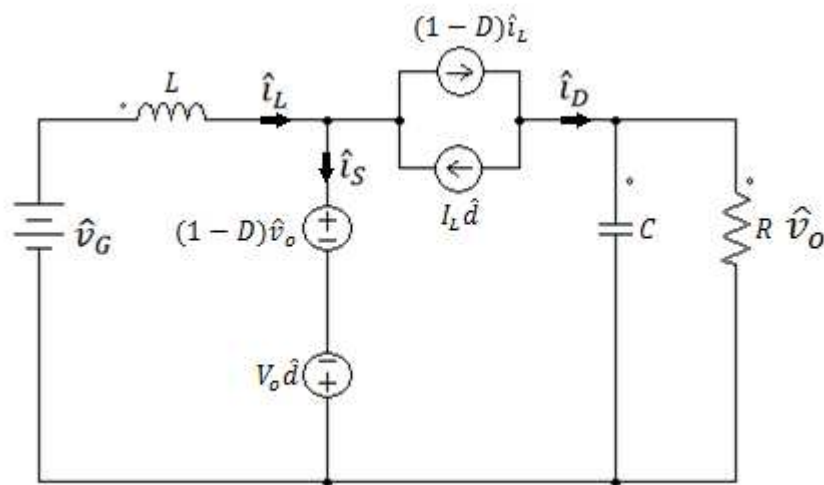 (1 − D)î_L
L
î_L
î_D
î_S
I_L d̂
v̂_G
(1 − D)v̂_o
C
R
v̂_o
V_o d̂